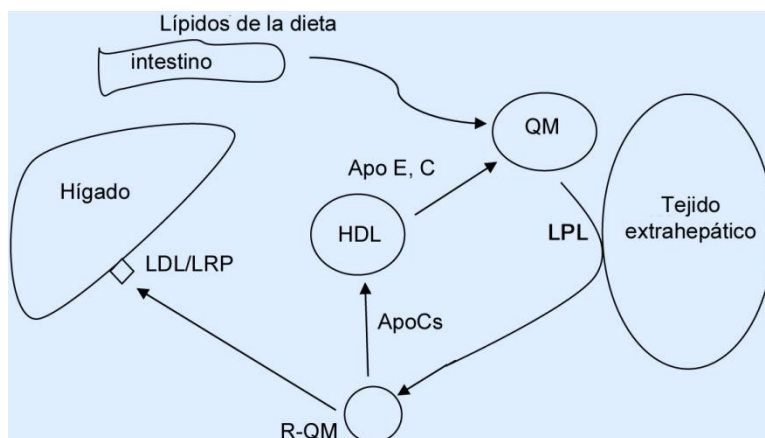 Lípidos de la dieta
intestino
QM
Apo E, C
Hígado
HDL
LPL
Tejido
extrahepático
LDL/LRP
ApoCs
R-QM